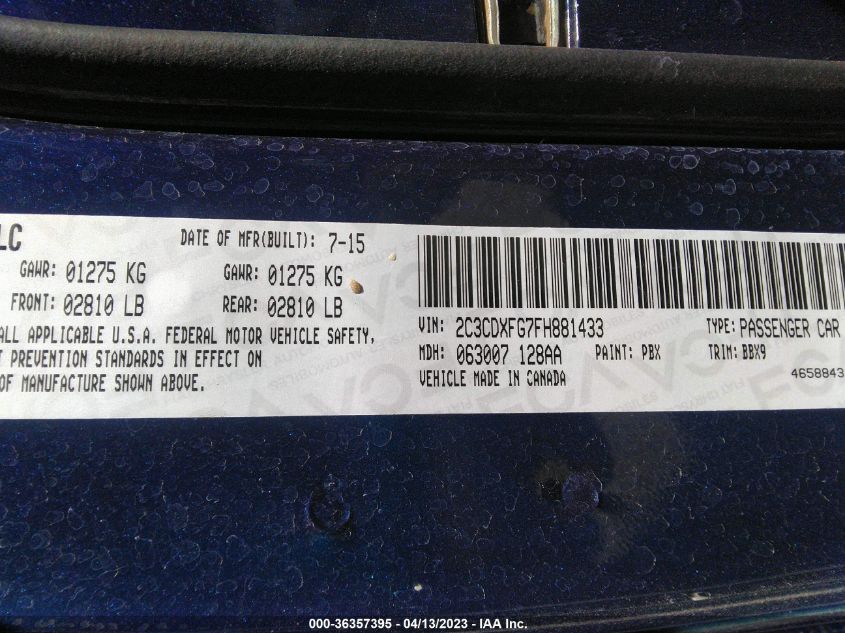 LC
DATE OF MFR(BUILT): 7-15
GAWR: 01275 KG GAWR: 01275 KG
FRONT: 02810 LB REAR: 02810 LB
ALL APPLICABLE U.S.A. FEDERAL MOTOR VEHICLE SAFETY,
T PREVENTION STANDARDS IN EFFECT ON
OF MANUFACTURE SHOWN ABOVE.
VIN: 2C3CDXFG7FH881433 TYPE: PASSENGER CAR
MDH: 063007 128AA PAINT: PBX TRIM: BBX9
VEHICLE MADE IN CANADA 4658843
000-36357395 - 04/13/2023 - IAA Inc.